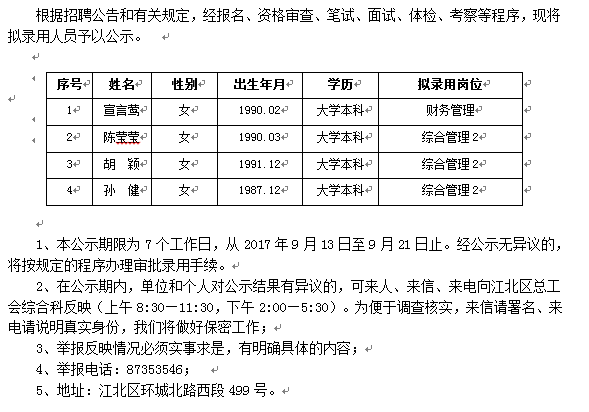 根据招聘公告和有关规定，经报名、资格审查、笔试、面试、体检、考察等程序，现将
拟录用人员予以公示。
序号 姓名 性别 出生年月 学历 拟录用岗位
1 宣言莺 女 1990.02 大学本科 财务管理
2 陈莹莹 女 1990.03 大学本科 综合管理2
3 胡 颖 女 1991.12 大学本科 综合管理2
4 孙 健 女 1987.12 大学本科 综合管理2
1、本公示期限为7个工作日，从2017年9月13日至9月21日止。经公示无异议的，
将按规定的程序办理审批录用手续。
2、在公示期内，单位和个人对公示结果有异议的，可来人、来信、来电向江北区总工
会综合科反映（上午8:30—11:30，下午2:00—5:30）。为便于调查核实，来信请署名、来
电请说明真实身份，我们将做好保密工作；
3、举报反映情况必须实事求是，有明确具体的内容；
4、举报电话：87353546；
5、地址：江北区环城北路西段499号。